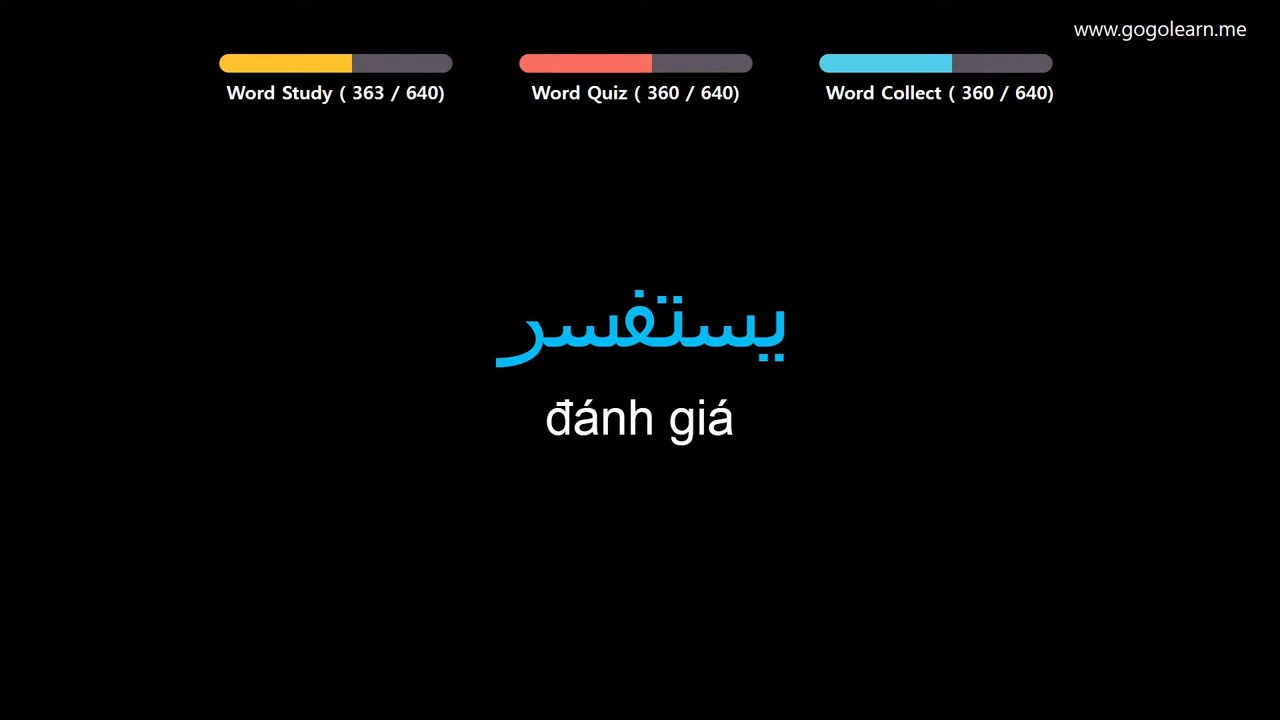 www.gogolearn.me
Word Study ( 363 / 640)
Word Quiz ( 360 / 640)
Word Collect ( 360 / 640)
يستفسر
đánh giá